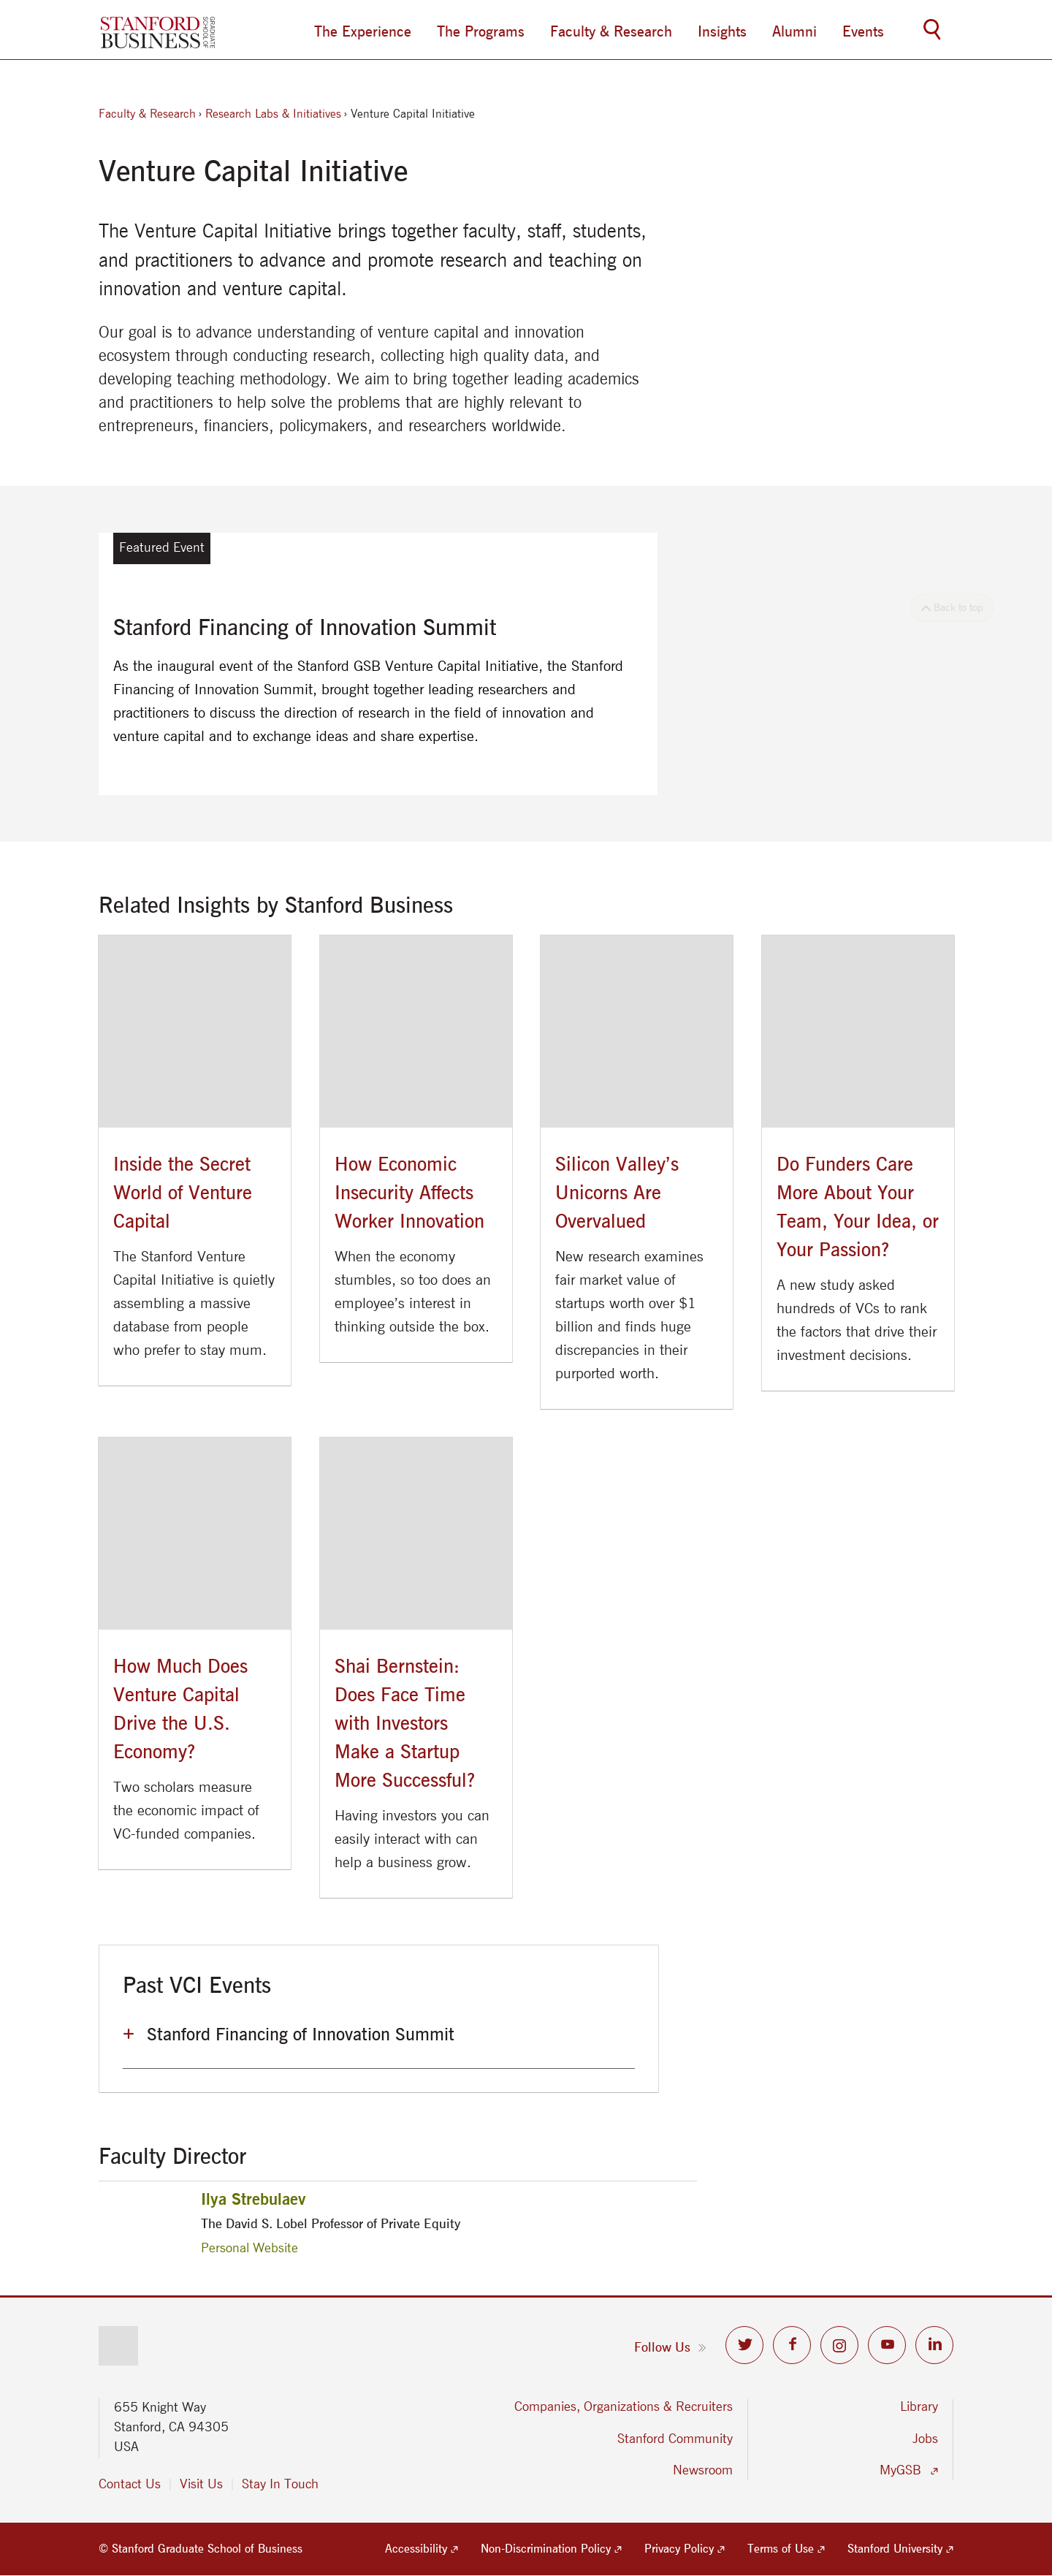 STANFORD
BUSINESS
GRADUATE
SCHOOL OF
The Experience The Programs Faculty & Research Insights Alumni Events
Faculty & Research › Research Labs & Initiatives › Venture Capital Initiative
Venture Capital Initiative
The Venture Capital Initiative brings together faculty, staff, students,
and practitioners to advance and promote research and teaching on
innovation and venture capital.
Our goal is to advance understanding of venture capital and innovation
ecosystem through conducting research, collecting high quality data, and
developing teaching methodology. We aim to bring together leading academics
and practitioners to help solve the problems that are highly relevant to
entrepreneurs, financiers, policymakers, and researchers worldwide.
Featured Event
Back to top
Stanford Financing of Innovation Summit
As the inaugural event of the Stanford GSB Venture Capital Initiative, the Stanford
Financing of Innovation Summit, brought together leading researchers and
practitioners to discuss the direction of research in the field of innovation and
venture capital and to exchange ideas and share expertise.
Related Insights by Stanford Business
Inside the Secret
World of Venture
Capital
The Stanford Venture
Capital Initiative is quietly
assembling a massive
database from people
who prefer to stay mum.
How Economic
Insecurity Affects
Worker Innovation
When the economy
stumbles, so too does an
employee’s interest in
thinking outside the box.
Silicon Valley’s
Unicorns Are
Overvalued
New research examines
fair market value of
startups worth over $1
billion and finds huge
discrepancies in their
purported worth.
Do Funders Care
More About Your
Team, Your Idea, or
Your Passion?
A new study asked
hundreds of VCs to rank
the factors that drive their
investment decisions.
How Much Does
Venture Capital
Drive the U.S.
Economy?
Two scholars measure
the economic impact of
VC-funded companies.
Shai Bernstein:
Does Face Time
with Investors
Make a Startup
More Successful?
Having investors you can
easily interact with can
help a business grow.
Past VCI Events
+ Stanford Financing of Innovation Summit
Faculty Director
Ilya Strebulaev
The David S. Lobel Professor of Private Equity
Personal Website
Follow Us »
655 Knight Way
Stanford, CA 94305
USA
Contact Us | Visit Us | Stay In Touch
Companies, Organizations & Recruiters
Stanford Community
Newsroom
Library
Jobs
MyGSB
© Stanford Graduate School of Business Accessibility Non-Discrimination Policy Privacy Policy Terms of Use Stanford University